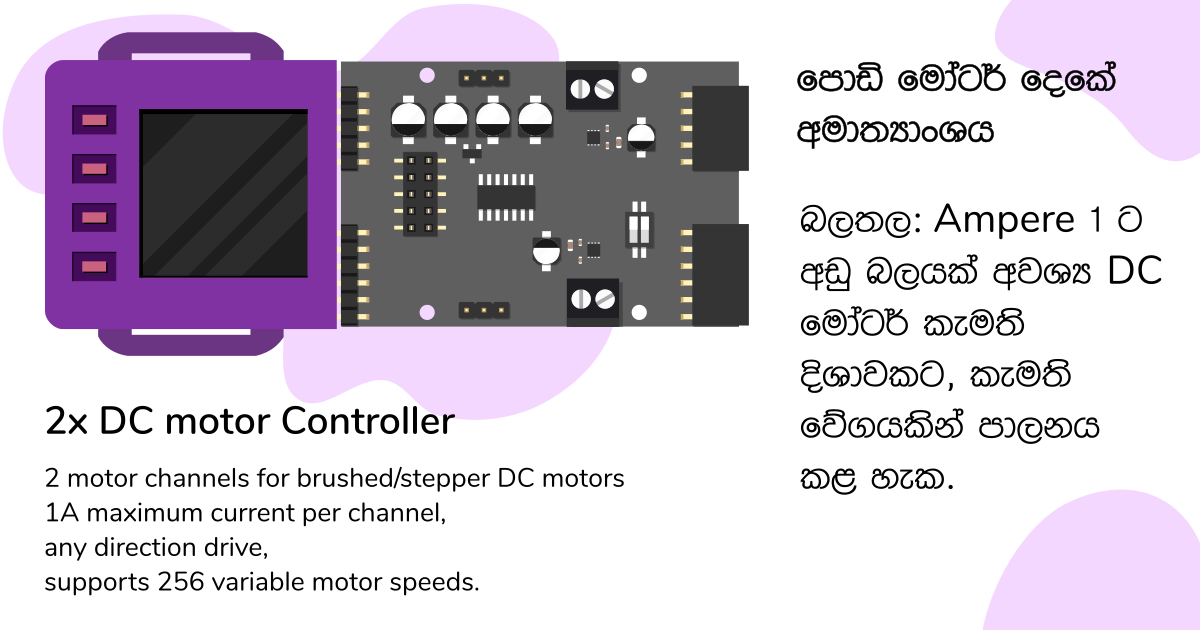 පොඩි මෝටර් දෙකේ
අමාත්‍යාංශය
බලතල: Ampere 1 ට
අඩු බලයක් අවශ්‍ය DC
මෝටර් කැමති
දිශාවකට, කැමති
වේගයකින් පාලනය
කළ හැක.
2x DC motor Controller
2 motor channels for brushed/stepper DC motors
1A maximum current per channel,
any direction drive,
supports 256 variable motor speeds.